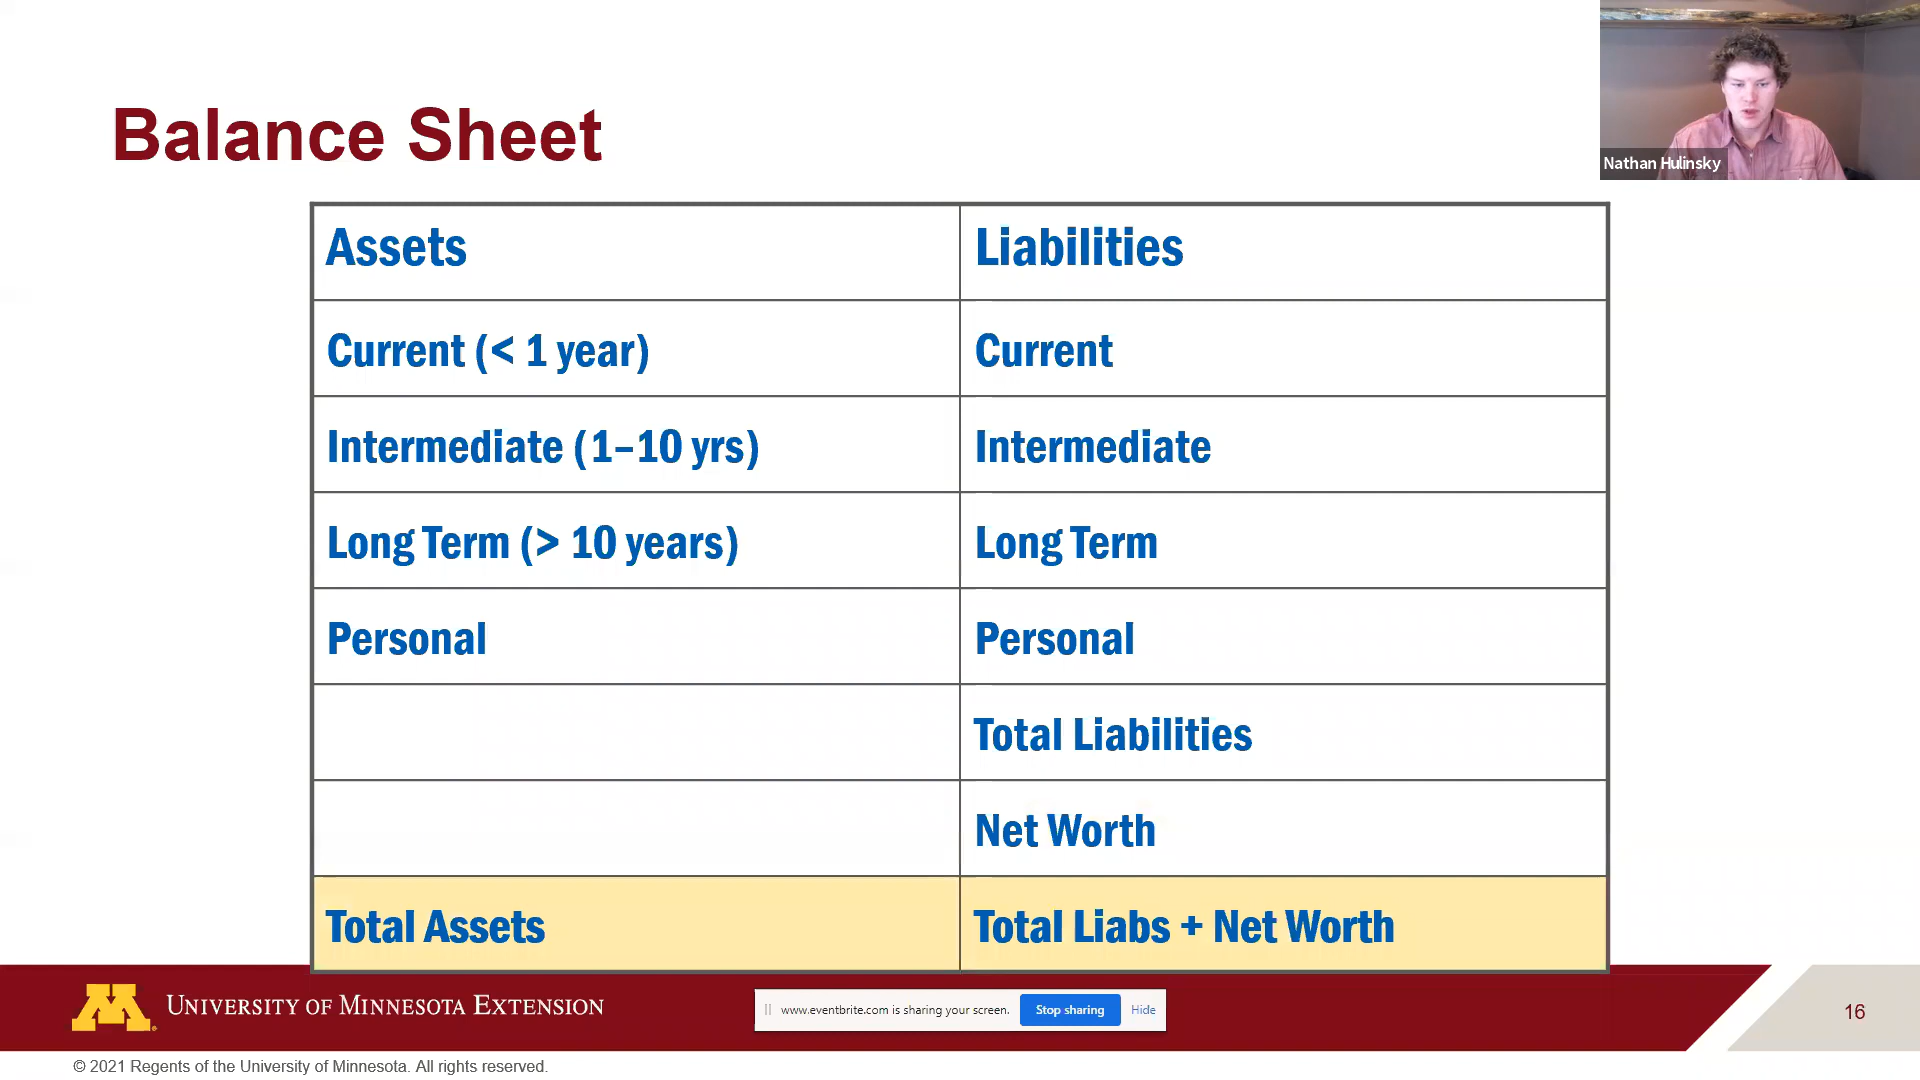 Balance Sheet
Nathan Hulinsky
Assets
Liabilities
Current (< 1 year)
Current
Intermediate (1–10 yrs)
Intermediate
Long Term (> 10 years)
Long Term
Personal
Personal
Total Liabilities
Net Worth
Total Assets
Total Liabs + Net Worth
M
UNIVERSITY OF MINNESOTA EXTENSION
www.eventbrite.com is sharing your screen.
Stop sharing
Hide
16
© 2021 Regents of the University of Minnesota. All rights reserved.